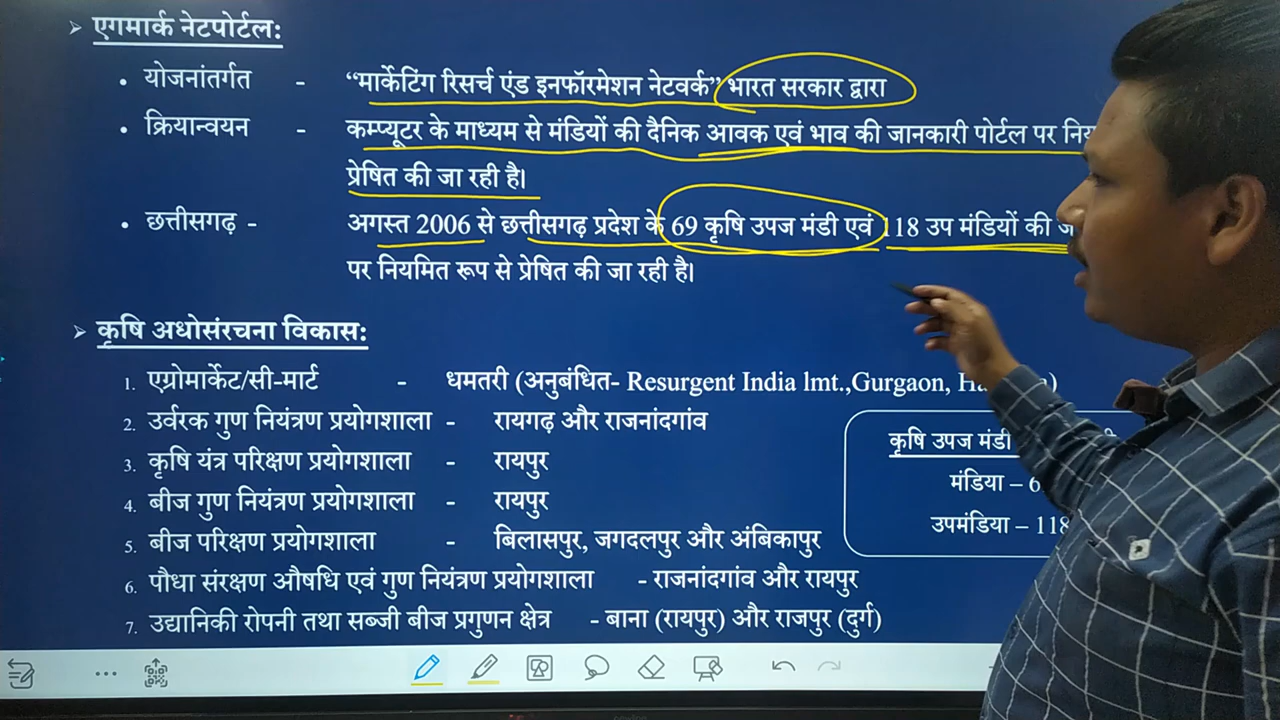 एगमार्क नेटपोर्टल:
योजनांतर्गत - “मार्केटिंग रिसर्च एंड इनफॉरमेशन नेटवर्क” भारत सरकार द्वारा
क्रियान्वयन - कम्प्यूटर के माध्यम से मंडियों की दैनिक आवक एवं भाव की जानकारी पोर्टल पर
प्रेषित की जा रही है।
छत्तीसगढ़ - अगस्त 2006 से छत्तीसगढ़ प्रदेश के 69 कृषि उपज मंडी एवं 118 उप मंडियों की
पर नियमित रूप से प्रेषित की जा रही है।
कृषि अधोसंरचना विकास:
1. एग्रोमार्केट/सी-मार्ट - धमतरी (अनुबंधित- Resurgent India lmt.,Gurgaon,
2. उर्वरक गुण नियंत्रण प्रयोगशाला - रायगढ़ और राजनांदगांव
3. कृषि यंत्र परिक्षण प्रयोगशाला - रायपुर
4. बीज गुण नियंत्रण प्रयोगशाला - रायपुर
5. बीज परिक्षण प्रयोगशाला - बिलासपुर, जगदलपुर और अंबिकापुर
6. पौधा संरक्षण औषधि एवं गुण नियंत्रण प्रयोगशाला - राजनांदगांव और रायपुर
7. उद्यानिकी रोपनी तथा सब्जी बीज प्रगुणन क्षेत्र - बाना (रायपुर) और राजपुर (दुर्ग)
कृषि उपज मंडी
मंडिया –
उपमंडिया – 118